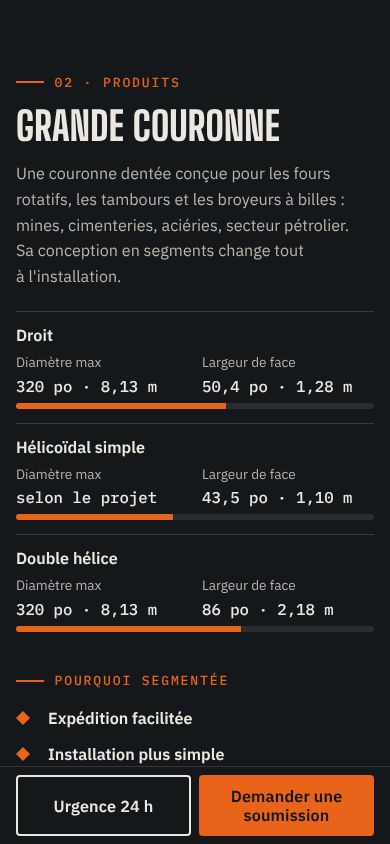 02 · PRODUITS
GRANDE COURONNE
Une couronne dentée conçue pour les fours
rotatifs, les tambours et les broyeurs à billes :
mines, cimenteries, aciéries, secteur pétrolier.
Sa conception en segments change tout
à l'installation.
Droit
Diamètre max Largeur de face
320 po · 8,13 m 50,4 po · 1,28 m
Hélicoïdal simple
Diamètre max Largeur de face
selon le projet 43,5 po · 1,10 m
Double hélice
Diamètre max Largeur de face
320 po · 8,13 m 86 po · 2,18 m
POURQUOI SEGMENTÉE
Expédition facilitée
Installation plus simple
Urgence 24 h
Demander une
soumission